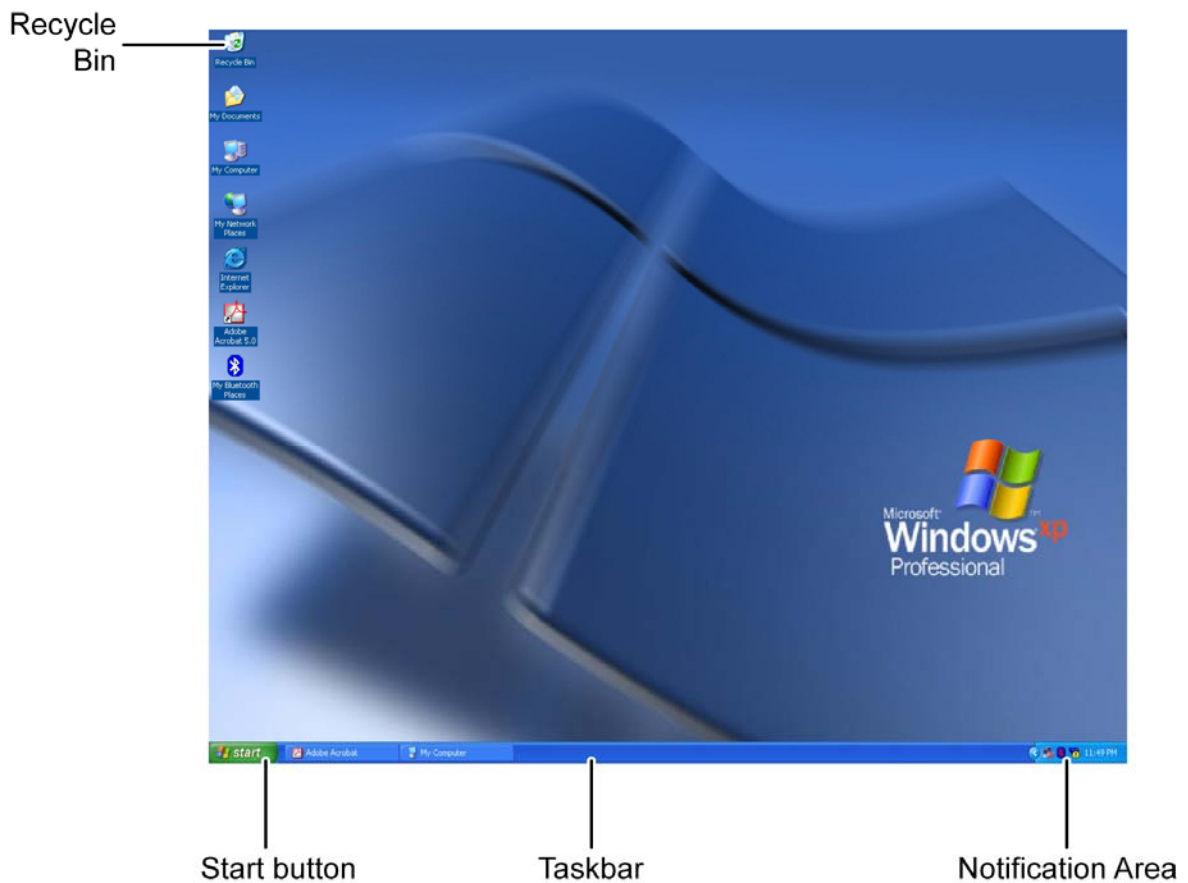 Recycle
Bin
Recycle Bin
My Documents
My Computer
My Network
Places
Internet
Explorer
Adobe
Acrobat 5.0
My Bluetooth
Places
Microsoft
Windows xp
TM
Professional
start
Adobe Acrobat
My Computer
11:49 PM
Start button
Taskbar
Notification Area